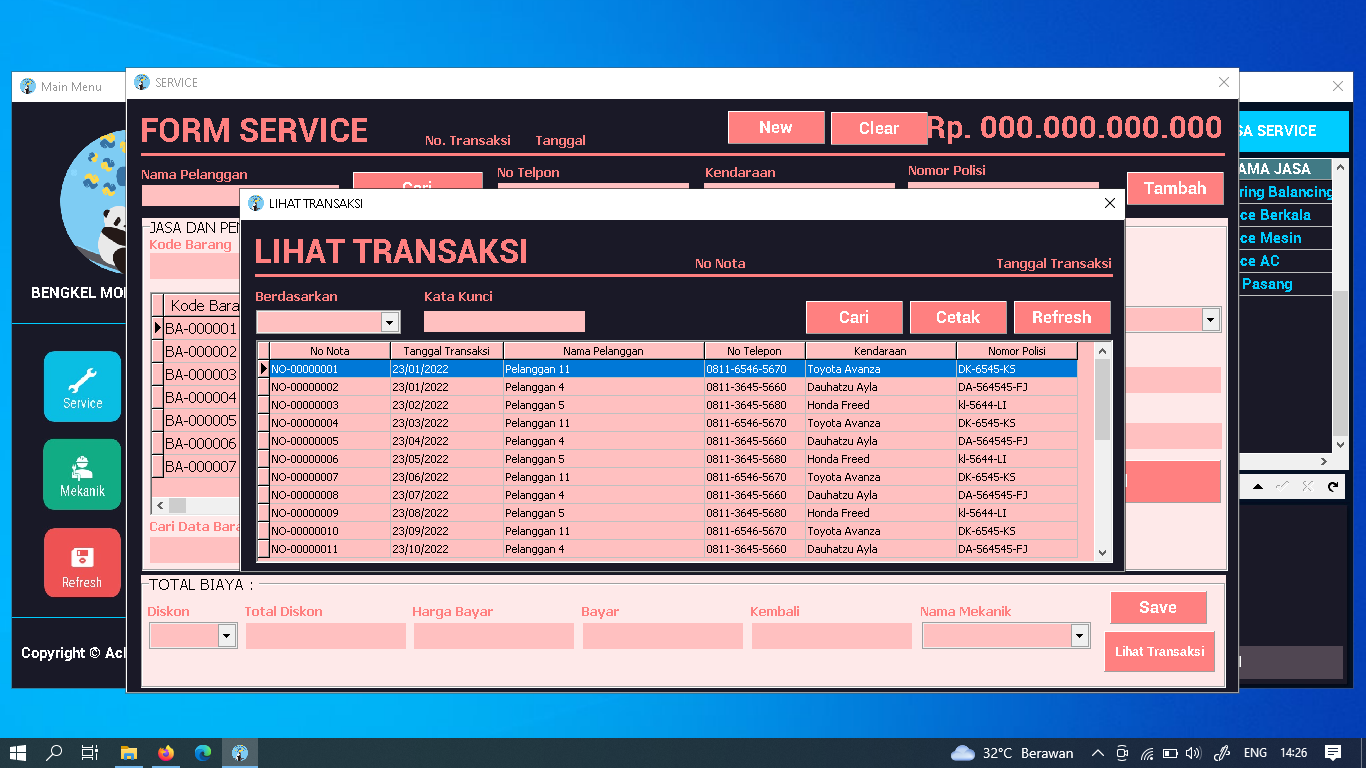 Main Menu
SERVICE
FORM SERVICE
No. Transaksi
Tanggal
New
Clear
Rp. 000.000.000.000
SA SERVICE
Nama Pelanggan
Cari
No Telpon
Kendaraan
Nomor Polisi
Tambah
AMA JASA
ring Balancing
ce Berkala
ce Mesin
ce AC
Pasang
LIHAT TRANSAKSI
LIHAT TRANSAKSI
No Nota
Tanggal Transaksi
Berdasarkan
Kata Kunci
Cari
Cetak
Refresh
No Nota Tanggal Transaksi Nama Pelanggan No Telepon Kendaraan Nomor Polisi
NO-00000001 23/01/2022 Pelanggan 11 0811-6546-5670 Toyota Avanza DK-6545-KS
NO-00000002 23/01/2022 Pelanggan 4 0811-3645-5660 Dauhatzu Ayla DA-564545-FJ
NO-00000003 23/02/2022 Pelanggan 5 0811-3645-5680 Honda Freed kl-5644-LI
NO-00000004 23/03/2022 Pelanggan 11 0811-6546-5670 Toyota Avanza DK-6545-KS
NO-00000005 23/04/2022 Pelanggan 4 0811-3645-5660 Dauhatzu Ayla DA-564545-FJ
NO-00000006 23/05/2022 Pelanggan 5 0811-3645-5680 Honda Freed kl-5644-LI
NO-00000007 23/06/2022 Pelanggan 11 0811-6546-5670 Toyota Avanza DK-6545-KS
NO-00000008 23/07/2022 Pelanggan 4 0811-3645-5660 Dauhatzu Ayla DA-564545-FJ
NO-00000009 23/08/2022 Pelanggan 5 0811-3645-5680 Honda Freed kl-5644-LI
NO-00000010 23/09/2022 Pelanggan 11 0811-6546-5670 Toyota Avanza DK-6545-KS
NO-00000011 23/10/2022 Pelanggan 4 0811-3645-5660 Dauhatzu Ayla DA-564545-FJ
BENGKEL MO
Service
Mekanik
Refresh
Copyright © Ac
JASA DAN PEN
Kode Barang
Kode Bara
BA-000001
BA-000002
BA-000003
BA-000004
BA-000005
BA-000006
BA-000007
Cari Data Bara
TOTAL BIAYA :
Diskon
Total Diskon
Harga Bayar
Bayar
Kembali
Nama Mekanik
Save
Lihat Transaksi
32°C Berawan
ENG
14:26